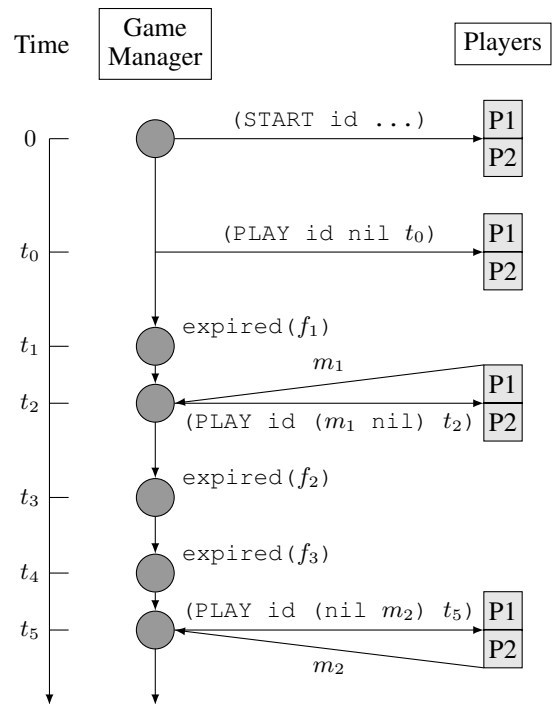 Time
Game
Manager
Players
0
(START id ...)
P1
P2
t₀
(PLAY id nil t₀)
P1
P2
t₁
expired(f₁)
m₁
t₂
(PLAY id (m₁ nil) t₂)
P1
P2
t₃
expired(f₂)
t₄
expired(f₃)
t₅
(PLAY id (nil m₂) t₅)
P1
P2
m₂